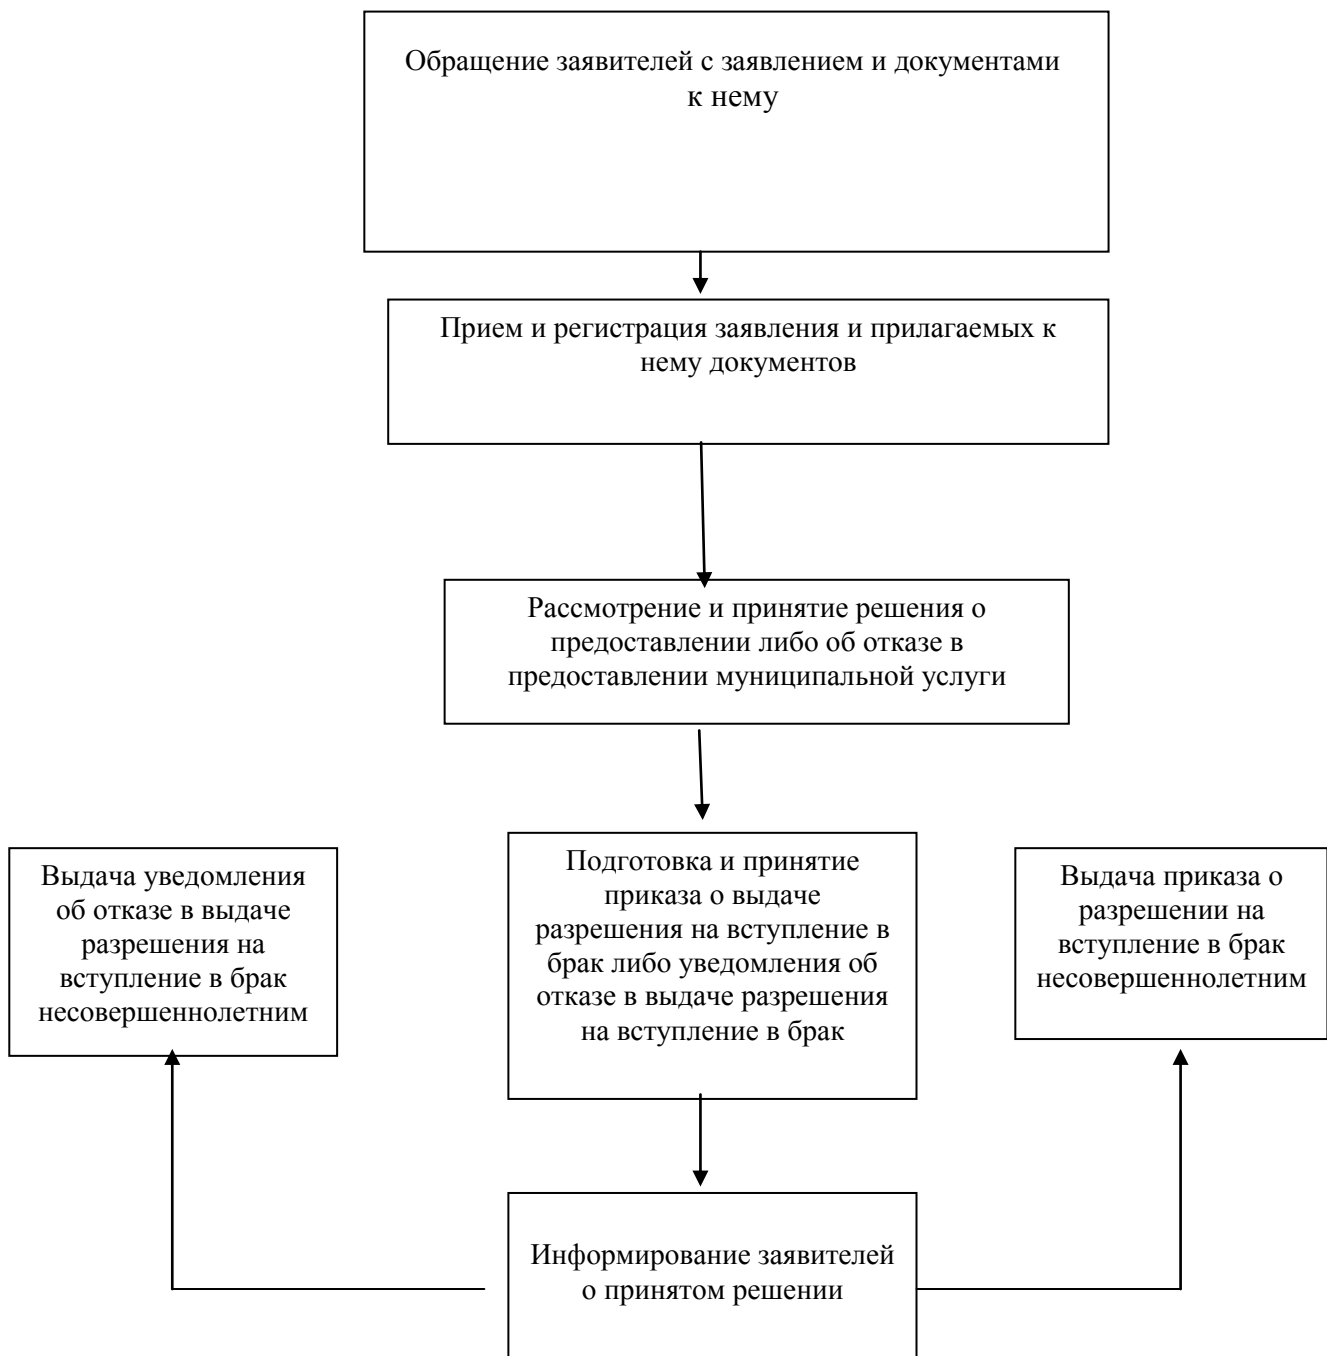 Обращение заявителей с заявлением и документами
к нему
Прием и регистрация заявления и прилагаемых к
нему документов
Рассмотрение и принятие решения о
предоставлении либо об отказе в
предоставлении муниципальной услуги
Выдача уведомления
об отказе в выдаче
разрешения на
вступление в брак
несовершеннолетним
Подготовка и принятие
приказа о выдаче
разрешения на вступление в
брак либо уведомления об
отказе в выдаче разрешения
на вступление в брак
Выдача приказа о
разрешении на
вступление в брак
несовершеннолетним
Информирование заявителей
о принятом решении